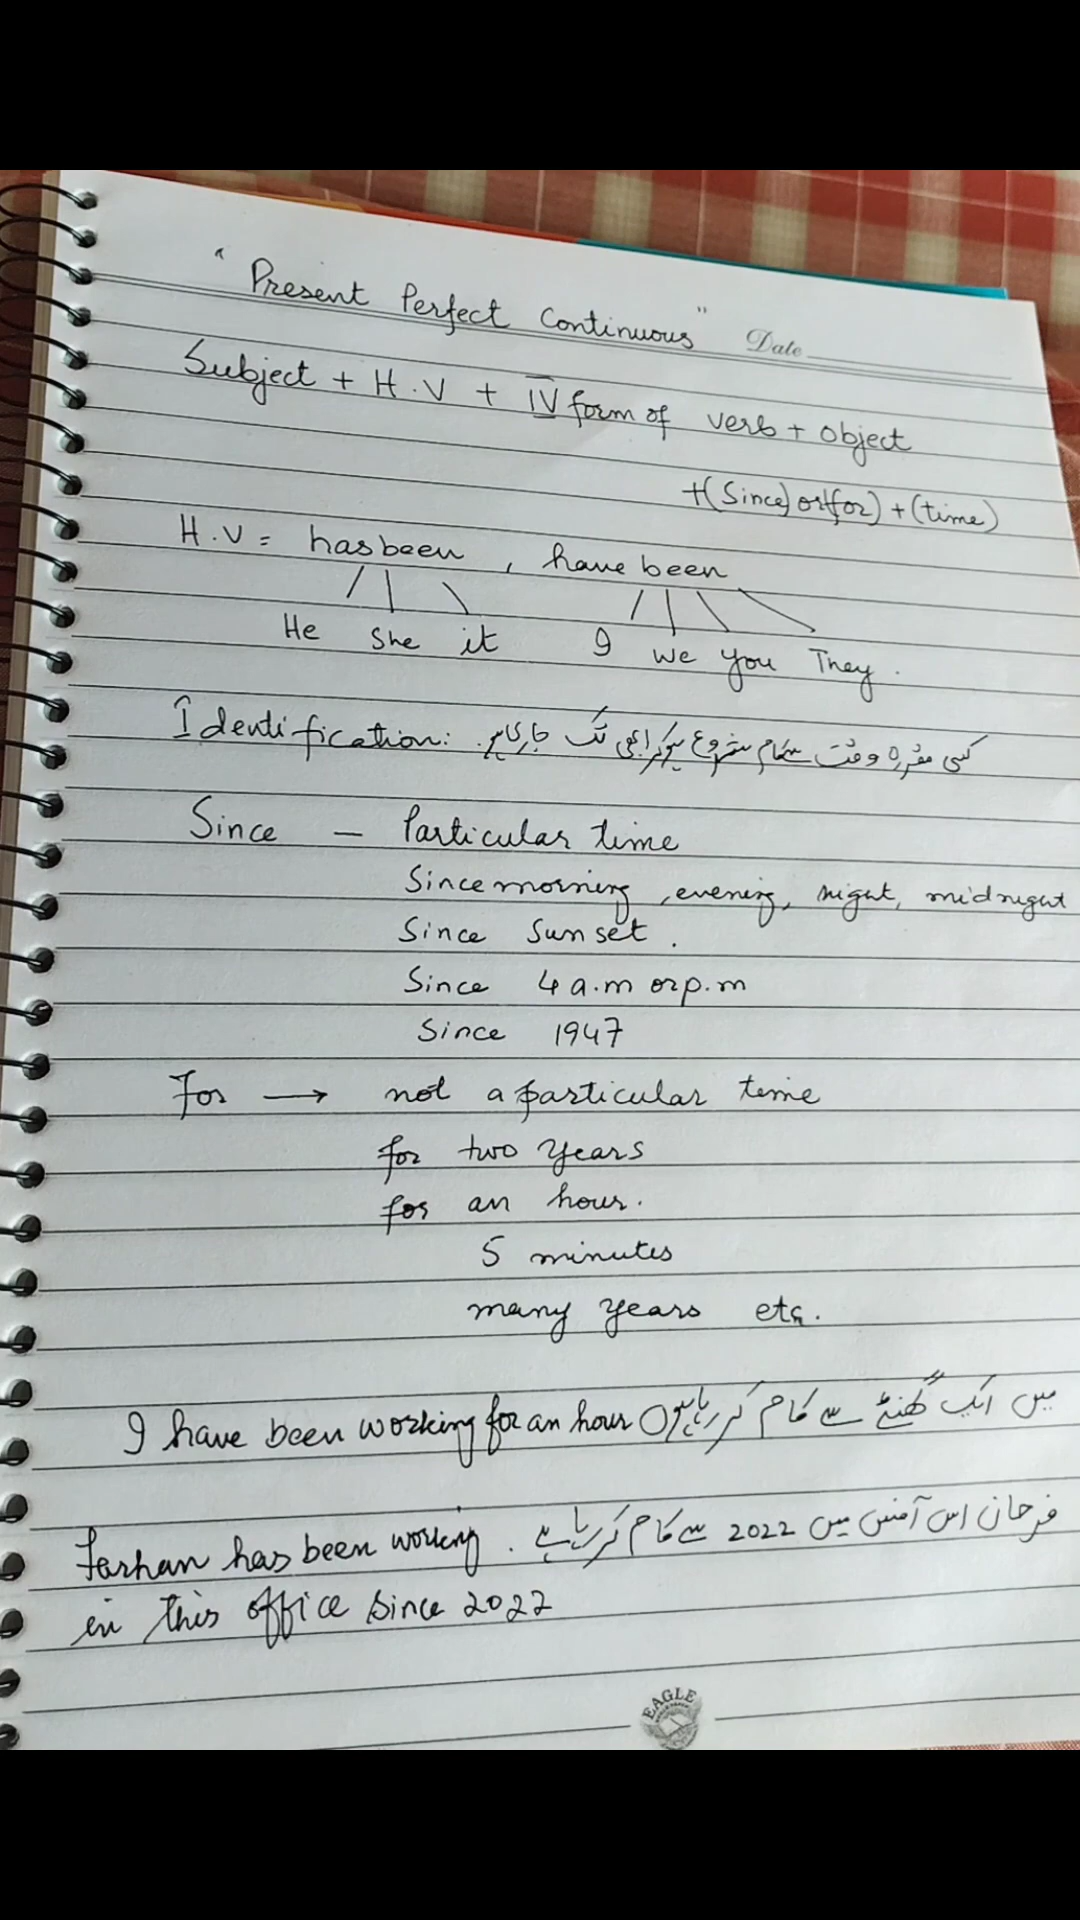 "Present Perfect Continuous"
Date
Subject + H.V + IV form of verb + object
+(Since) or (for) + (time)
H.V = has been , have been
He She it I we you They.
Identification: کسی مقررہ وقت سے کام شروع ہو کر ابھی تک جاری ہے۔
Since – Particular time
Since morning, evening, night, midnight
Since Sunset.
Since 4 a.m or p.m
Since 1947
For → not a particular time
for two years
for an hour.
5 minutes
many years etc.
I have been working for an hour میں ایک گھنٹے سے کام کر رہا ہوں
Farhan has been working. فرحان اس آفس میں 2022 سے کام کر رہا ہے
in this office since 2022
EAGLE